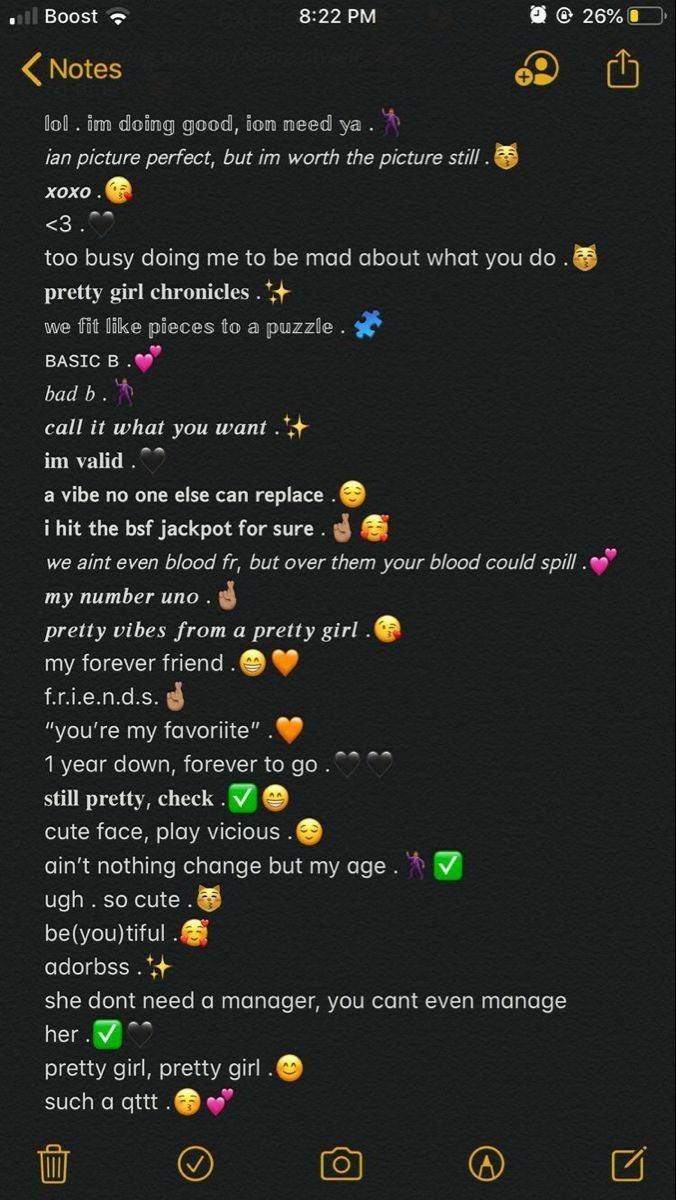 Boost 8:22 PM 26%
Notes
lol . im doing good, ion need ya .🕺🏽
ian picture perfect, but im worth the picture still .😽
xoxo .😘
<3 .🖤
too busy doing me to be mad about what you do .😽
pretty girl chronicles .✨
we fit like pieces to a puzzle . 🧩
BASIC B .💕
bad b .🕺🏽
call it what you want .✨
im valid .🖤
a vibe no one else can replace .😌
i hit the bsf jackpot for sure .🤞🏽🥰
we aint even blood fr, but over them your blood could spill .💕
my number uno .🤞🏽
pretty vibes from a pretty girl .😘
my forever friend .😁🧡
f.r.i.e.n.d.s.🤞🏽
“you’re my favoriite” .🧡
1 year down, forever to go .🖤🖤
still pretty, check .✅😁
cute face, play vicious .😌
ain’t nothing change but my age .🕺🏽✅
ugh . so cute .😽
be(you)tiful .🥰
adorbss .✨
she dont need a manager, you cant even manage
her .✅🖤
pretty girl, pretty girl .😊
such a qttt .😚💕